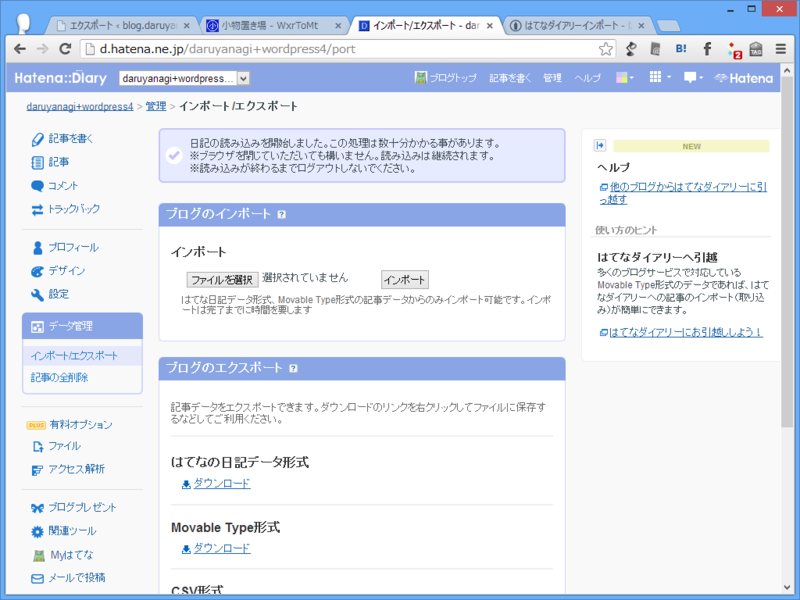 エクスポート ‹ blog.daruya
小物置き場 - WxrToMt
インポート/エクスポート - dar
はてなダイアリーインポート - (
d.hatena.ne.jp/daruyanagi+wordpress4/port
B!
f
2
Hatena::Diary
daruyanagi+wordpress...
ブログトップ
記事を書く
管理
ヘルプ
Hatena
daruyanagi+wordpress4 > 管理 > インポート/エクスポート
記事を書く
記事
コメント
トラックバック
プロフィール
デザイン
設定
データ管理
インポート/エクスポート
記事の全削除
PLUS 有料オプション
ファイル
アクセス解析
ブログプレゼント
関連ツール
Myはてな
メールで投稿
日記の読み込みを開始しました。この処理は数十分かかる事があります。
※ブラウザを閉じていただいても構いません。読み込みは継続されます。
※読み込みが終わるまでログアウトしないでください。
ブログのインポート ?
インポート
ファイルを選択 選択されていません インポート
はてな日記データ形式、Movable Type形式の記事データからのみインポート可能です。インポ
ートは完了までに時間を要します
ブログのエクスポート ?
記事データをエクスポートできます。ダウンロードのリンクを右クリックしてファイルに保存す
るなどしてご利用ください。
はてなの日記データ形式
ダウンロード
Movable Type形式
ダウンロード
CSV形式
NEW
ヘルプ
他のブログからはてなダイアリーに引
っ越す
使い方のヒント
はてなダイアリーへ引越
多くのブログサービスで対応している
Movable Type形式のデータであれば、はて
なダイアリーへの記事のインポート（取り込
み）が簡単にできます。
はてなダイアリーにお引越ししよう！